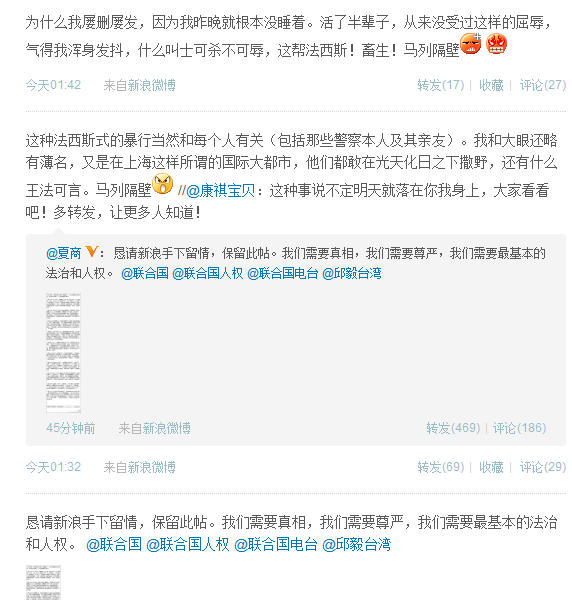 为什么我屡删屡发，因为我昨晚就根本没睡着。活了半辈子，从来没受过这样的屈辱，
气得我浑身发抖，什么叫士可杀不可辱，这帮法西斯！畜生！马列隔壁
今天01:42 来自新浪微博 转发(17) | 收藏 | 评论(27)
这种法西斯式的暴行当然和每个人有关（包括那些警察本人及其亲友）。我和大眼还略
有薄名，又是在上海这样所谓的国际大都市，他们都敢在光天化日之下撒野，还有什么
王法可言。马列隔壁 //@康祺宝贝：这种事说不定明天就落在你我身上，大家看看
吧！多转发，让更多人知道！
@夏商 V：恳请新浪手下留情，保留此帖。我们需要真相，我们需要尊严，我们需要最基本的
法治和人权。 @联合国 @联合国人权 @联合国电台 @邱毅台湾
45分钟前 来自新浪微博 转发(469) | 评论(186)
今天01:32 来自新浪微博 转发(69) | 收藏 | 评论(29)
恳请新浪手下留情，保留此帖。我们需要真相，我们需要尊严，我们需要最基本的法治
和人权。 @联合国 @联合国人权 @联合国电台 @邱毅台湾